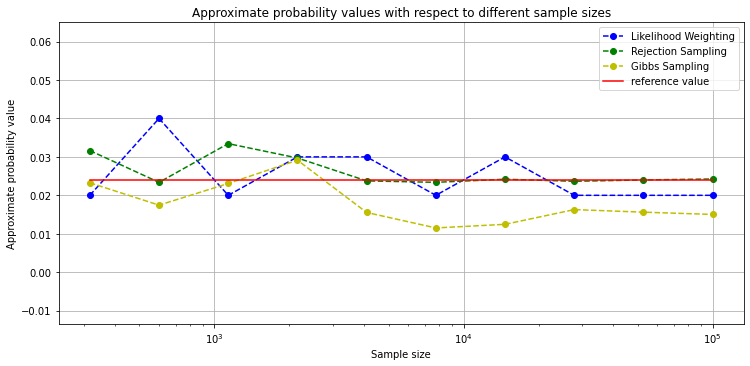 Approximate probability values with respect to different sample sizes
Likelihood Weighting
Rejection Sampling
Gibbs Sampling
reference value
Approximate probability value
0.06
0.05
0.04
0.03
0.02
0.01
0.00
−0.01
10³
10⁴
10⁵
Sample size